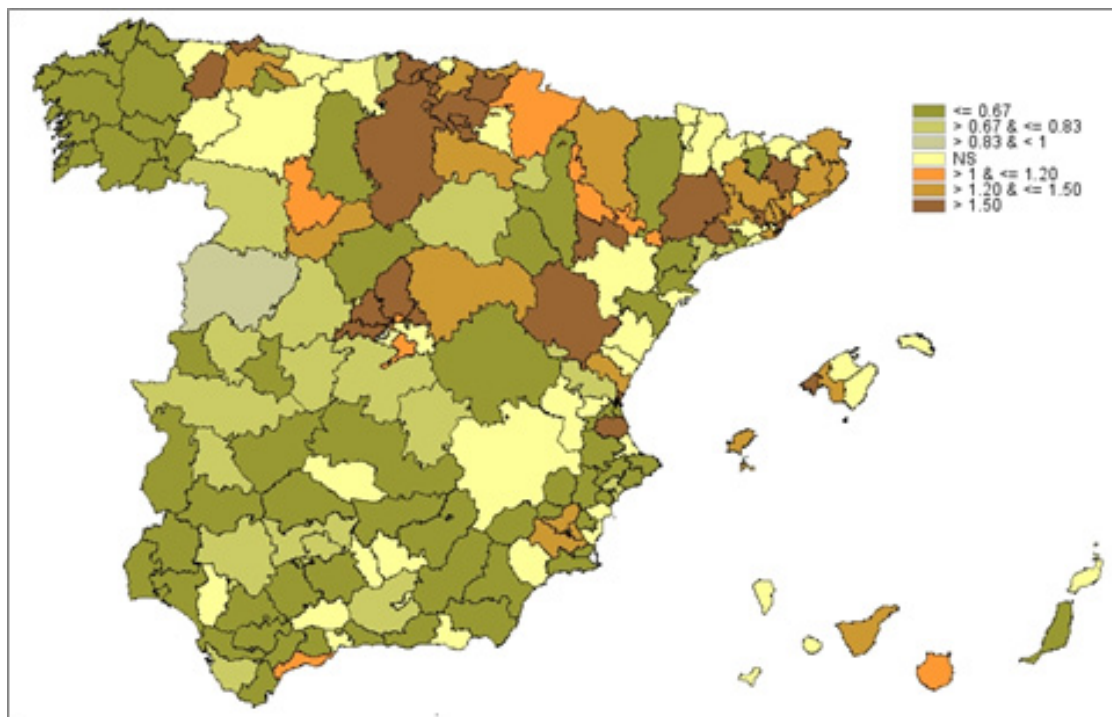 <= 0.67
> 0.67 & <= 0.83
> 0.83 & < 1
NS
> 1 & <= 1.20
> 1.20 & <= 1.50
> 1.50